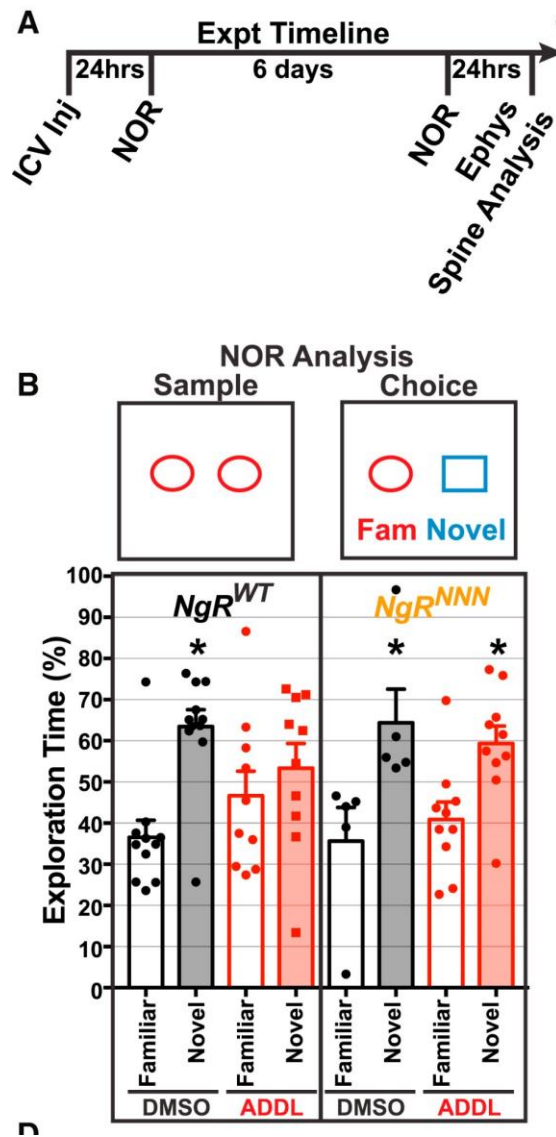 A
Expt Timeline
24hrs 6 days 24hrs
ICV Inj
NOR
NOR
Ephys
Spine Analysis
B
NOR Analysis
Sample Choice
Fam Novel
Exploration Time (%)
100
90
80
70
60
50
40
30
20
10
0
NgR^WT NgR^NNN
* * *
Familiar Novel Familiar Novel Familiar Novel Familiar Novel
DMSO ADDL DMSO ADDL